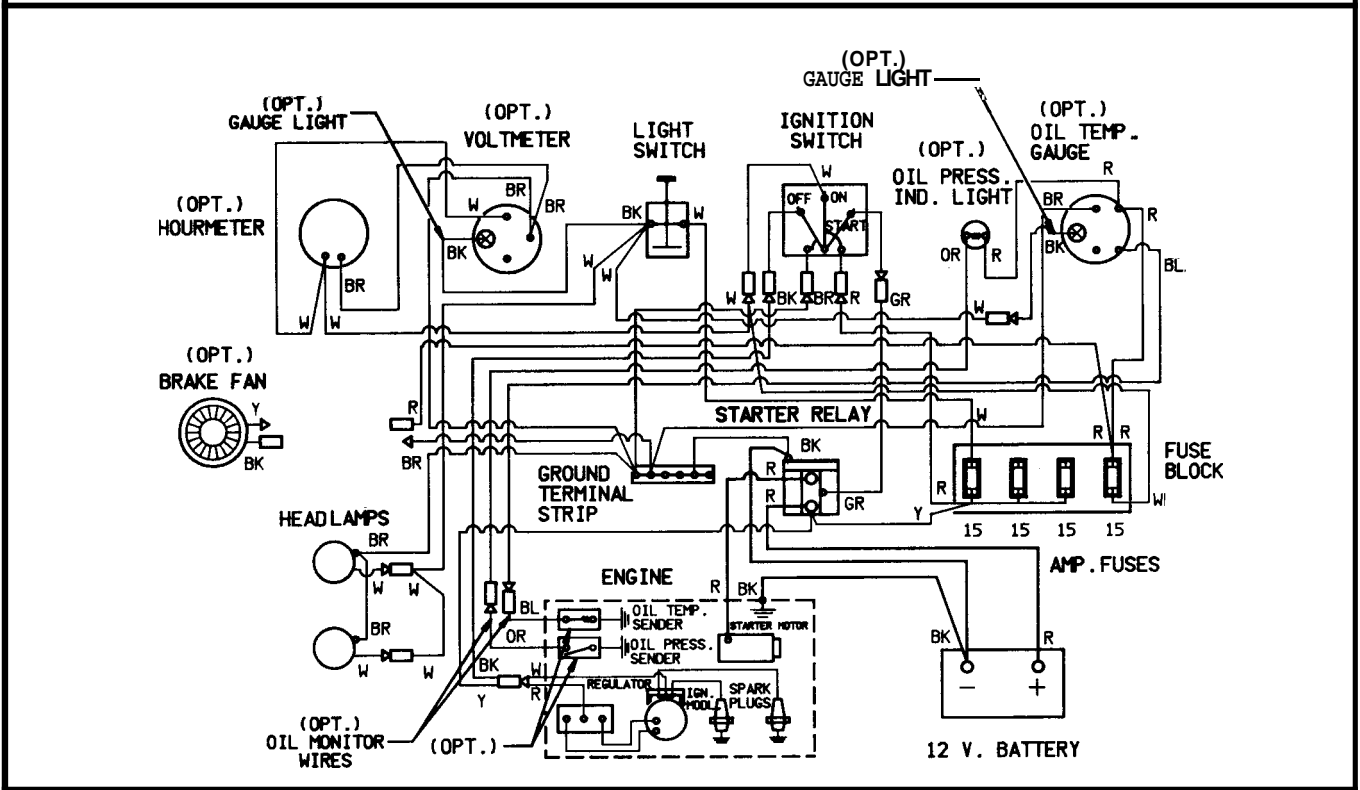 (OPT.)
GAUGE LIGHT
(OPT.)
GAUGE LIGHT
(OPT.)
VOLTMETER
LIGHT
SWITCH
IGNITION
SWITCH
(OPT.)
OIL PRESS.
IND. LIGHT
(OPT.)
OIL TEMP.
GAUGE
(OPT.)
HOURMETER
W
BR
BR
BK
BK
W
W
OFF
ON
START
OR
R
BR
BK
R
R
BL.
BR
W
W
W
W
W
BK
BR
R
GR
W
(OPT.)
BRAKE FAN
Y
BK
R
BR
STARTER RELAY
W
BK
R
R
GR
Y
R
R
R
W
FUSE
BLOCK
15
15
15
15
AMP. FUSES
GROUND
TERMINAL
STRIP
HEADLAMPS
BR
W
W
BR
W
W
ENGINE
R
BK
BL
OR
BK
Y
W
R
OIL TEMP.
SENDER
OIL PRESS.
SENDER
STARTER MOTOR
REGULATOR
IGN.
MODL.
SPARK
PLUGS
BK
R
−
+
12 V. BATTERY
(OPT.)
OIL MONITOR
WIRES
(OPT.)